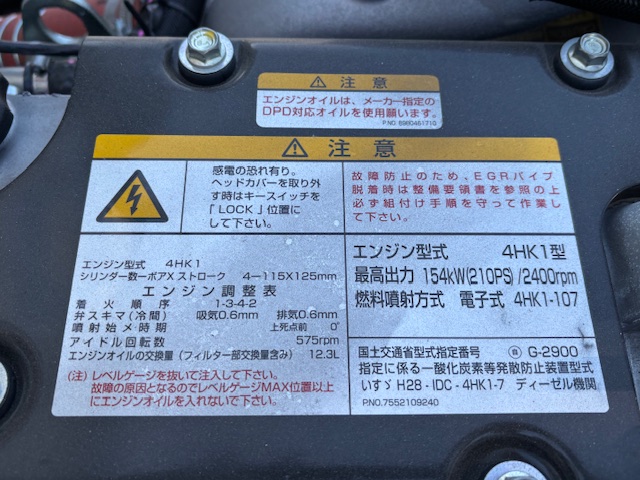 注意
エンジンオイルは、メーカー指定の
DPD対応オイルを使用願います。
P.NO 8980461710
注意
感電の恐れ有り。
ヘッドカバーを取り外
す時はキースイッチを
「LOCK」位置に
して下さい。
故障防止のため、EGRパイプ
脱着時は整備要領書を参照の上
必ず組付け手順を守って作業し
て下さい。
エンジン型式 4HK1
シリンダ数ーボアX ストローク 4ー115X125mm
エンジン調整表
着火順序 1-3-4-2
弁スキマ(冷間) 吸気0.6mm 排気0.6mm
噴射始メ時期 上死点前 0°
アイドル回転数 575rpm
エンジンオイルの交換量(フィルター部交換量含み) 12.3L
(注)レベルゲージを抜いて注入して下さい。
故障の原因となるのでレベルゲージMAX位置以上
にエンジンオイルを入れないで下さい。
エンジン型式 4HK1型
最高出力 154kW(210PS)/2400rpm
燃料噴射方式 電子式 4HK1-107
国土交通省型式指定番号 G-2900
指定に係る一酸化炭素等発散防止装置型式
いすゞ H28-IDC-4HK1-7 ディーゼル機関
P.NO.7552109240